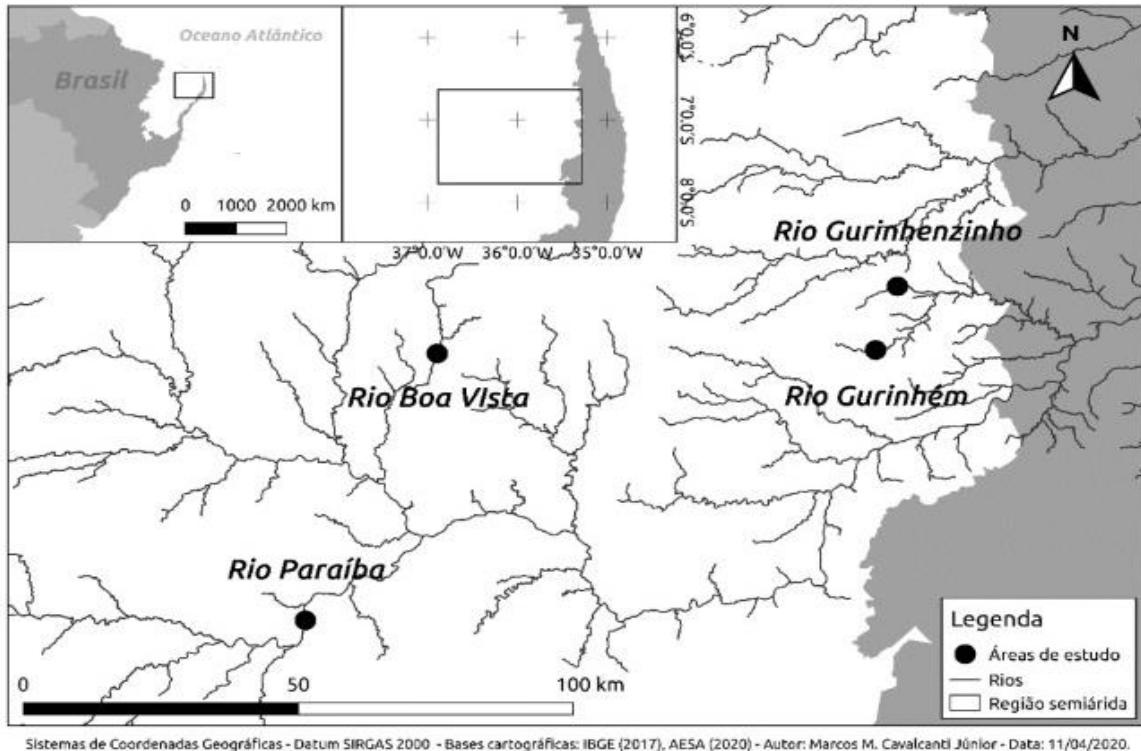 Oceano Atlântico
Brasil
0 1000 2000 km
6°0.0'S
7°0.0'S
8°0.0'S
37°0.0'W 36°0.0'W 35°0.0'W
N
Rio Gurinhenzinho
Rio Boa VIsta
Rio Gurinhém
Rio Paraíba
0 50 100 km
Legenda
Áreas de estudo
Rios
Região semiárida
Sistemas de Coordenadas Geográficas - Datum SIRGAS 2000 - Bases cartográficas: IBGE (2017), AESA (2020) - Autor: Marcos M. Cavalcanti Júnior - Data: 11/04/2020